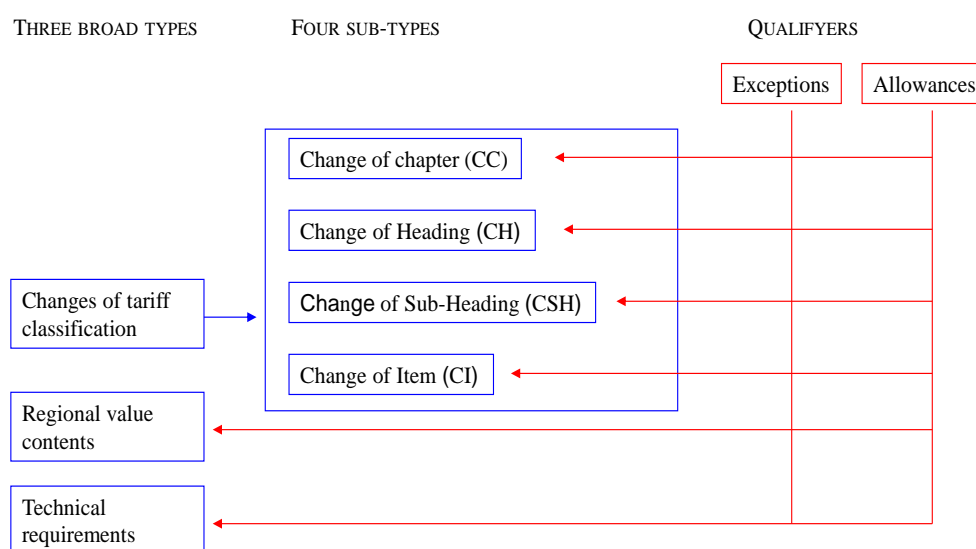 THREE BROAD TYPES
FOUR SUB-TYPES
QUALIFYERS
Exceptions
Allowances
Change of chapter (CC)
Change of Heading (CH)
Changes of tariff
classification
Change of Sub-Heading (CSH)
Change of Item (CI)
Regional value
contents
Technical
requirements